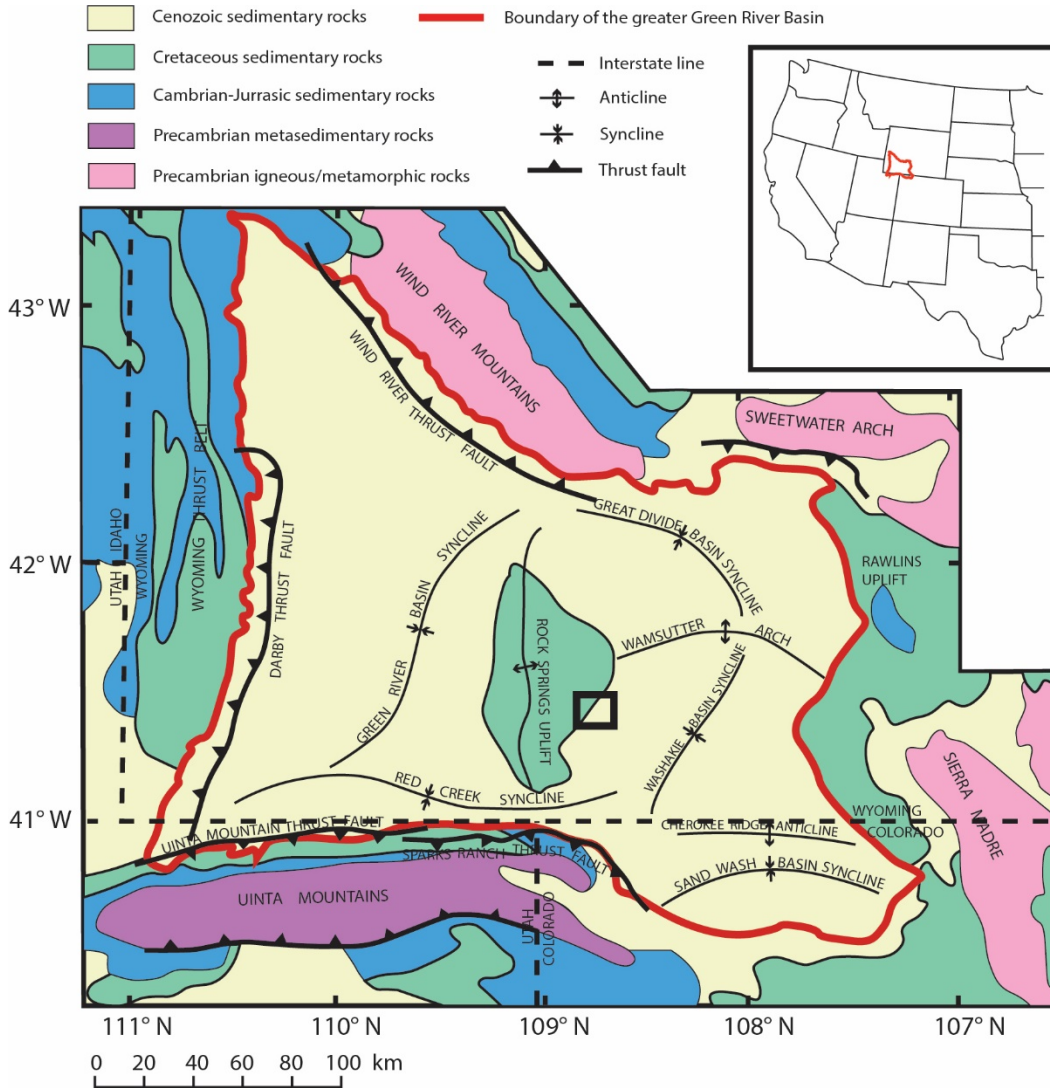 Cenozoic sedimentary rocks
Cretaceous sedimentary rocks
Cambrian-Jurrasic sedimentary rocks
Precambrian metasedimentary rocks
Precambrian igneous/metamorphic rocks
Boundary of the greater Green River Basin
Interstate line
Anticline
Syncline
Thrust fault
43° W
42° W
41° W
WIND RIVER MOUNTAINS
WIND RIVER THRUST FAULT
SWEETWATER ARCH
UTAH IDAHO
WYOMING
WYOMING THRUST BELT
DARBY THRUST FAULT
GREEN RIVER BASIN SYNCLINE
GREAT DIVIDE BASIN SYNCLINE
RAWLINS
UPLIFT
ROCK SPRINGS UPLIFT
WAMSUTTER ARCH
WASHAKIE BASIN SYNCLINE
RED CREEK SYNCLINE
UINTA MOUNTAIN THRUST FAULT
SPARKS RANCH THRUST FAULT
CHEROKEE RIDGE ANTICLINE
SAND WASH BASIN SYNCLINE
WYOMING
COLORADO
SIERRA MADRE
UINTA MOUNTAINS
UTAH
COLORADO
111° N 110° N 109° N 108° N 107° N
0 20 40 60 80 100 km